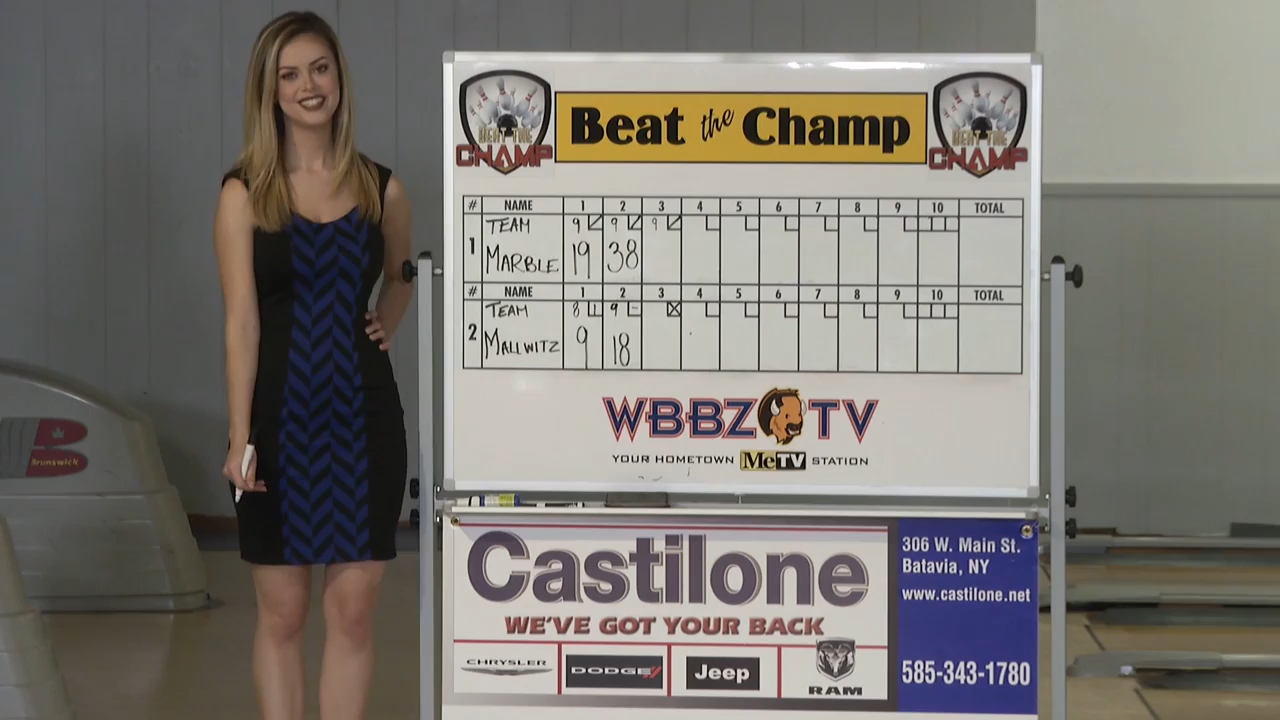 Beat the Champ
BEAT THE CHAMP
BEAT THE CHAMP
# NAME 1 2 3 4 5 6 7 8 9 10 TOTAL
TEAM 9 / 9 / 9 /
1 MARBLE 19 38
# NAME 1 2 3 4 5 6 7 8 9 10 TOTAL
TEAM 8 1 9 - X
2 MALLWITZ 9 18
WBBZ TV
YOUR HOMETOWN MeTV STATION
Brunswick
Castilone
WE'VE GOT YOUR BACK
CHRYSLER DODGE Jeep RAM
306 W. Main St.
Batavia, NY
www.castilone.net
585-343-1780